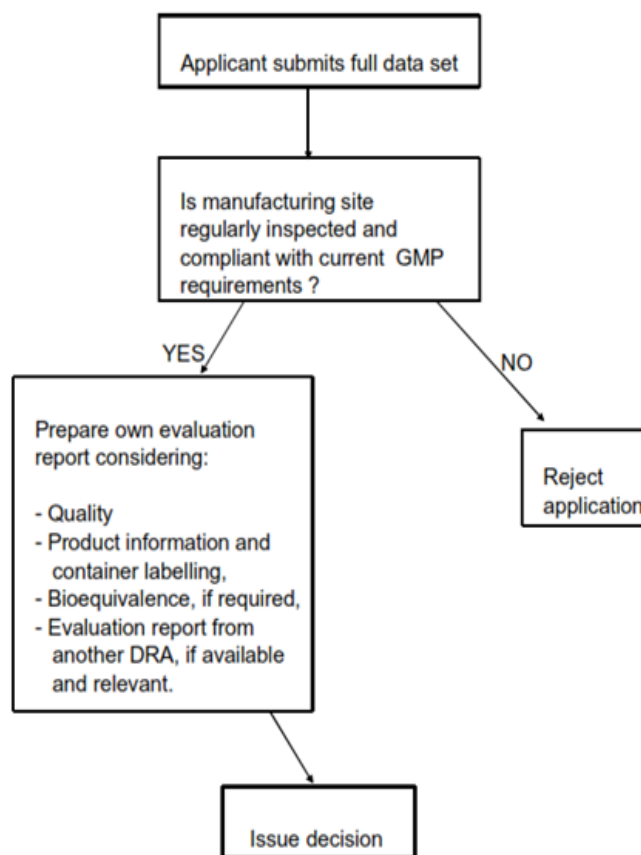 Applicant submits full data set
Is manufacturing site
regularly inspected and
compliant with current GMP
requirements ?
YES
NO
Prepare own evaluation
report considering:
- Quality
- Product information and
container labelling,
- Bioequivalence, if required,
- Evaluation report from
another DRA, if available
and relevant.
Reject
application
Issue decision